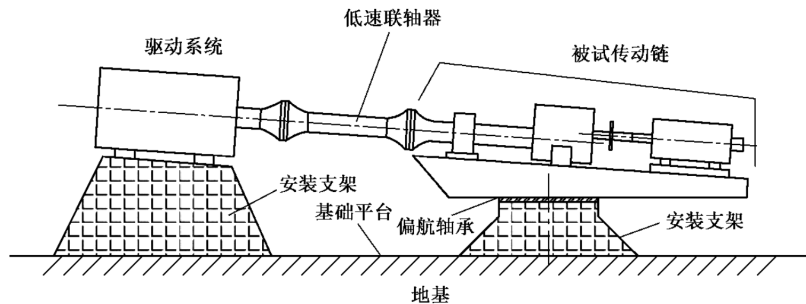 低速联轴器
驱动系统
被试传动链
安装支架
基础平台
偏航轴承
安装支架
地基